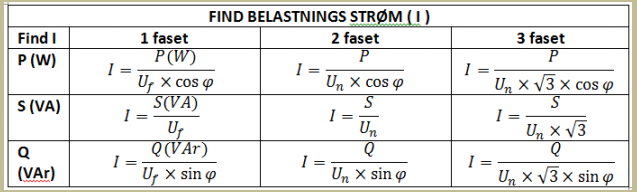 FIND BELASTNINGS STRØM ( I )
Find I 1 faset 2 faset 3 faset
P (W) I = P(W) / (U_f × cos φ) I = P / (U_n × cos φ) I = P / (U_n × √3 × cos φ)
S (VA) I = S(VA) / U_f I = S / U_n I = S / (U_n × √3)
Q (VAr) I = Q(VAr) / (U_f × sin φ) I = Q / (U_n × sin φ) I = Q / (U_n × √3 × sin φ)